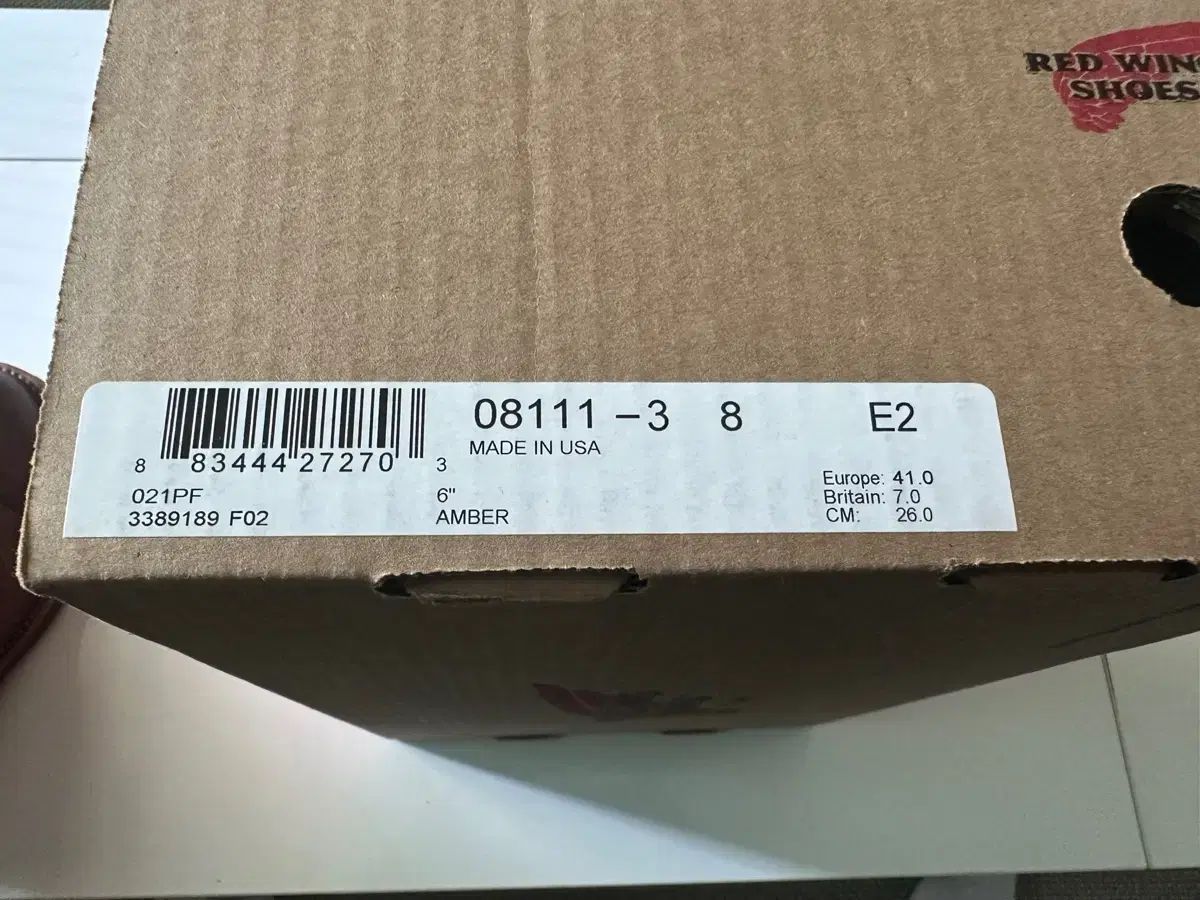 RED WING
SHOES
08111 -3 8 E2
MADE IN USA
8 83444 27270 3
021PF
3389189 F02
6"
AMBER
Europe: 41.0
Britain: 7.0
CM: 26.0